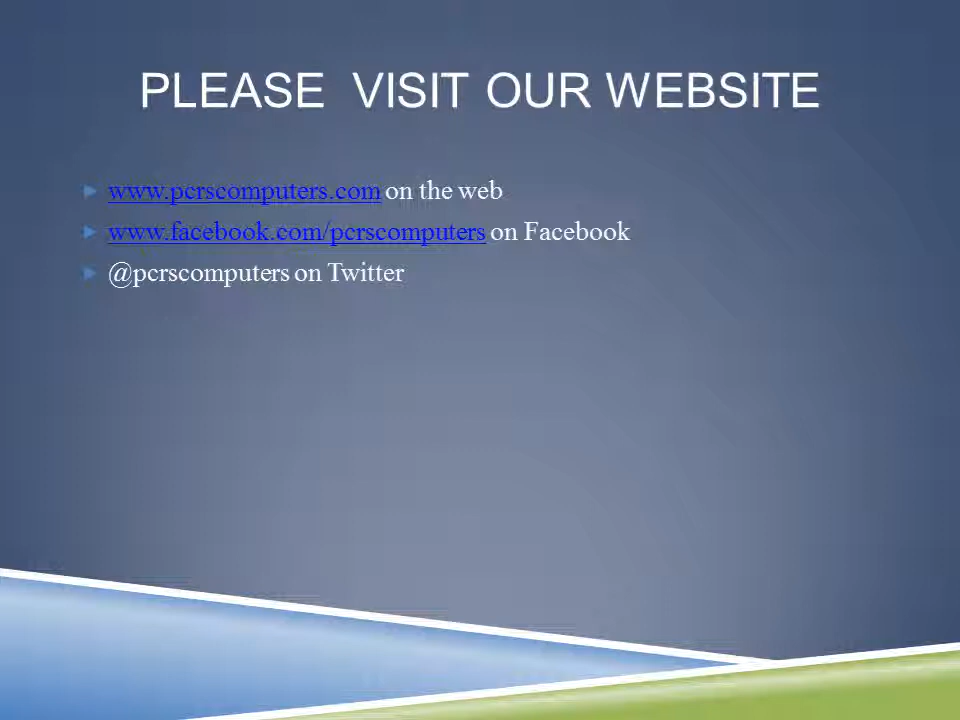 PLEASE  VISIT OUR WEBSITE
www.pcrscomputers.com on the web
www.facebook.com/pcrscomputers on Facebook
@pcrscomputers on Twitter